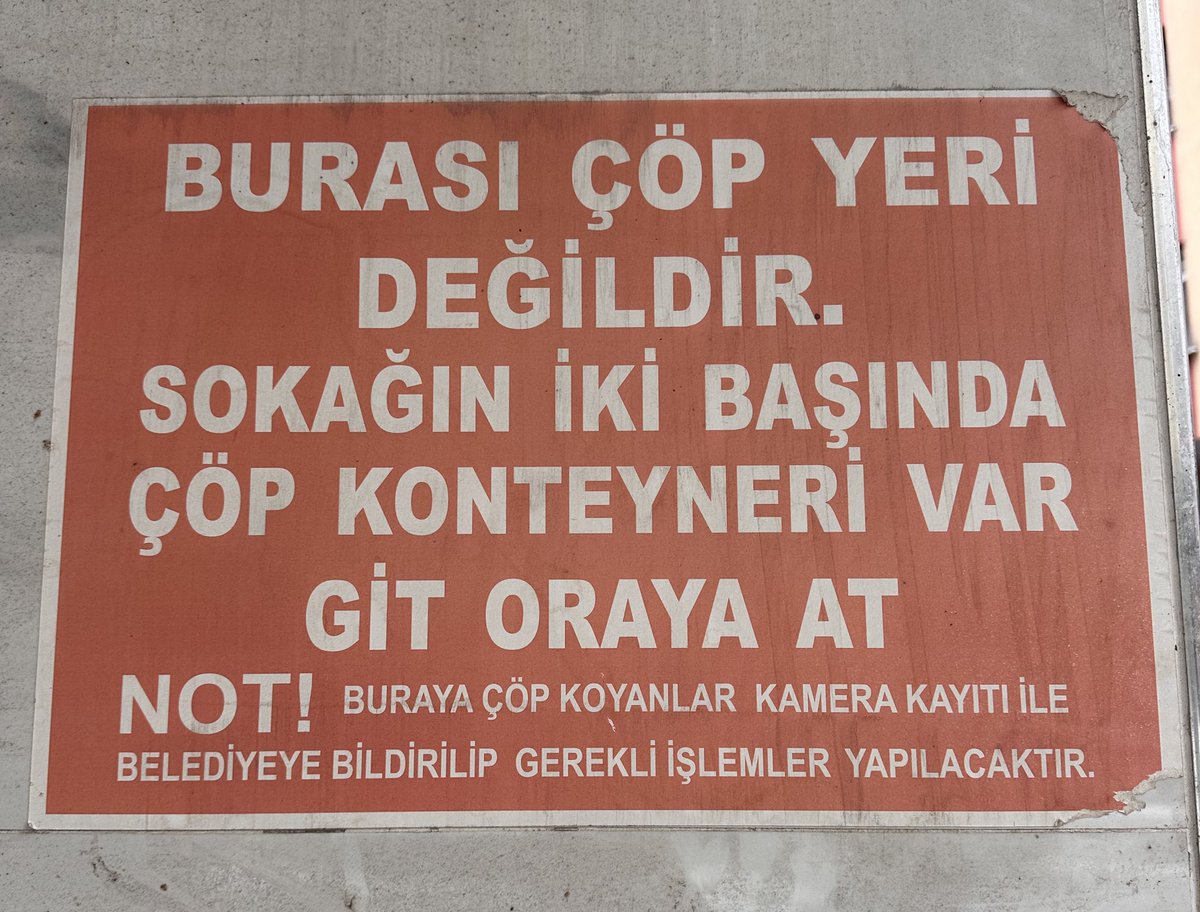 BURASI ÇÖP YERİ
DEĞİLDİR.
SOKAĞIN İKİ BAŞINDA
ÇÖP KONTEYNERİ VAR
GİT ORAYA AT
NOT! BURAYA ÇÖP KOYANLAR KAMERA KAYITI İLE
BELEDİYEYE BİLDİRİLİP GEREKLİ İŞLEMLER YAPILACAKTIR.